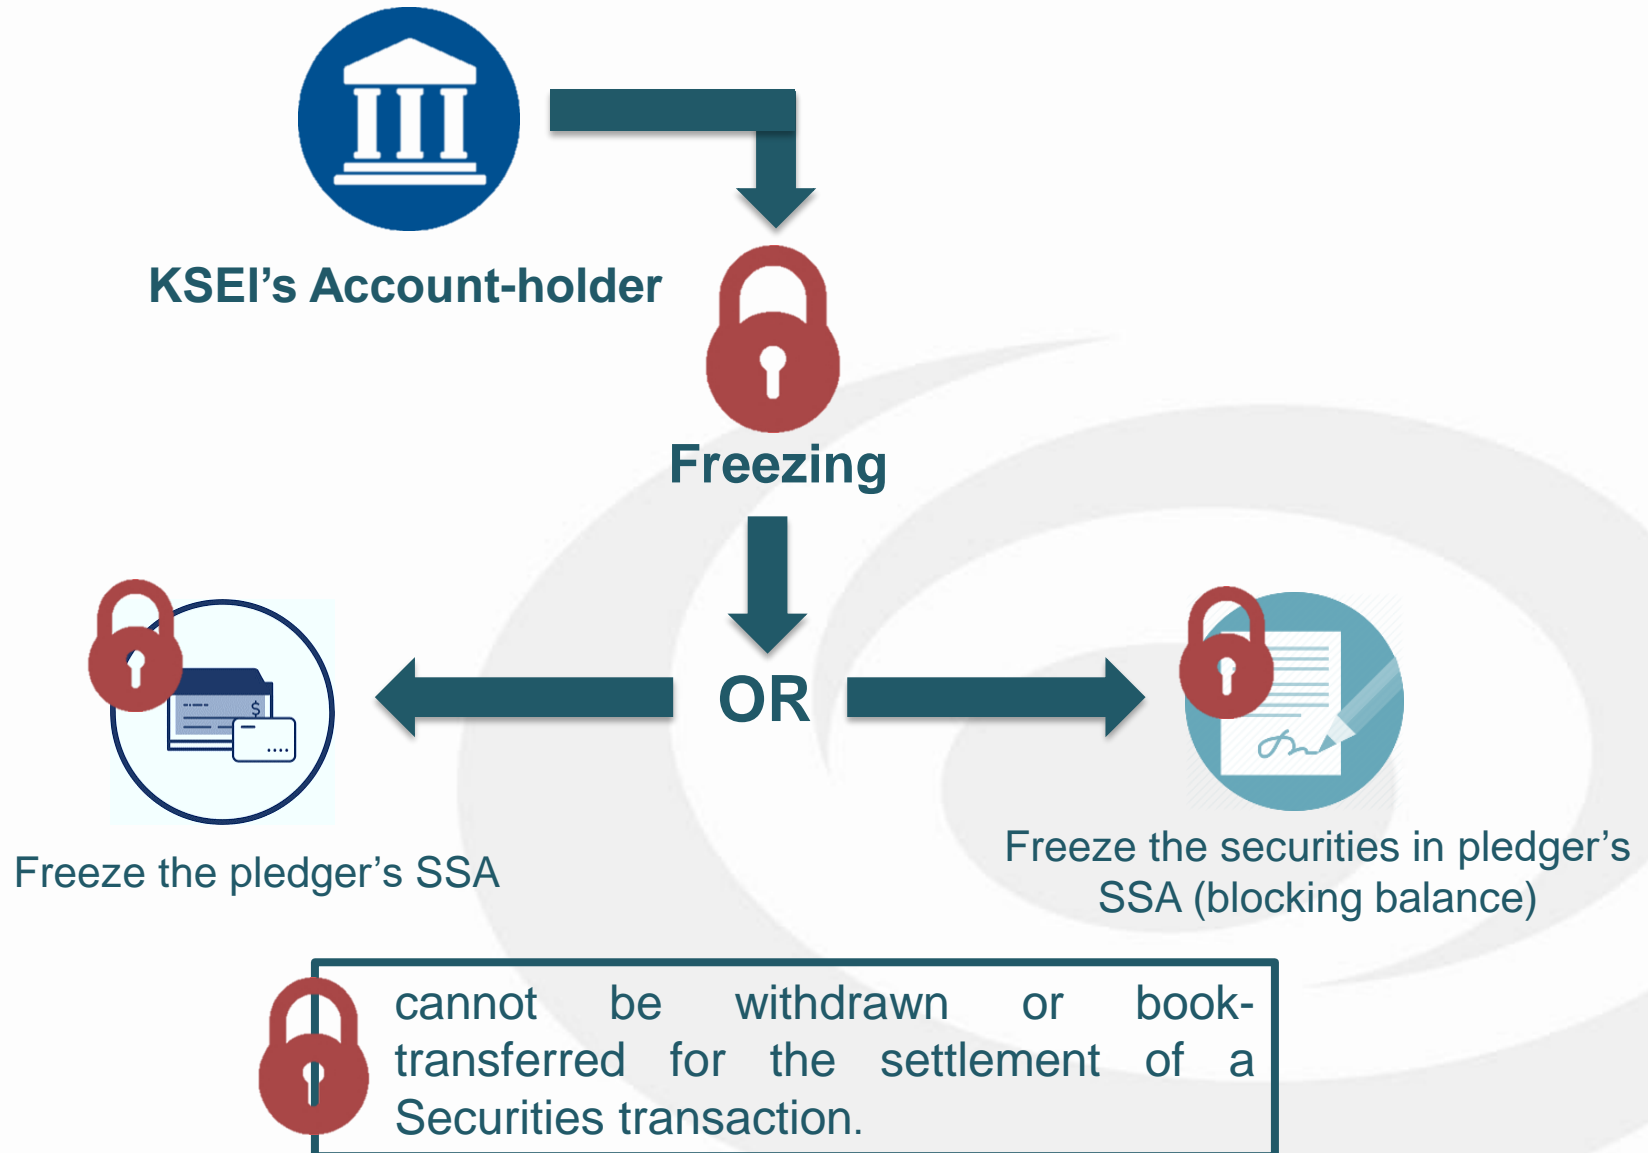 KSEI’s Account-holder
Freezing
OR
$
Freeze the pledger’s SSA
Freeze the securities in pledger’s
SSA (blocking balance)
cannot be withdrawn or book-
transferred for the settlement of a
Securities transaction.